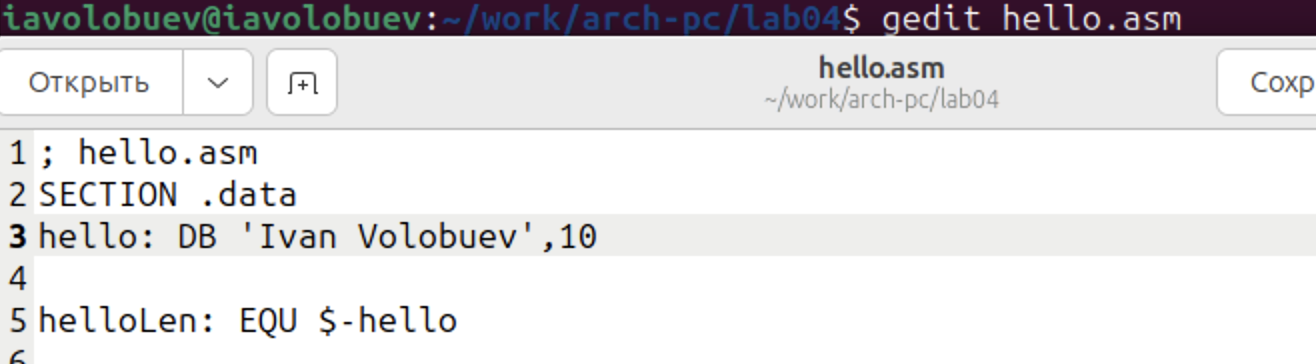 iavolobuev@iavolobuev:~/work/arch-pc/lab04$ gedit hello.asm
Открыть
hello.asm
~/work/arch-pc/lab04
Сохр
1 ; hello.asm
2 SECTION .data
3 hello: DB 'Ivan Volobuev',10
4
5 helloLen: EQU $-hello
6